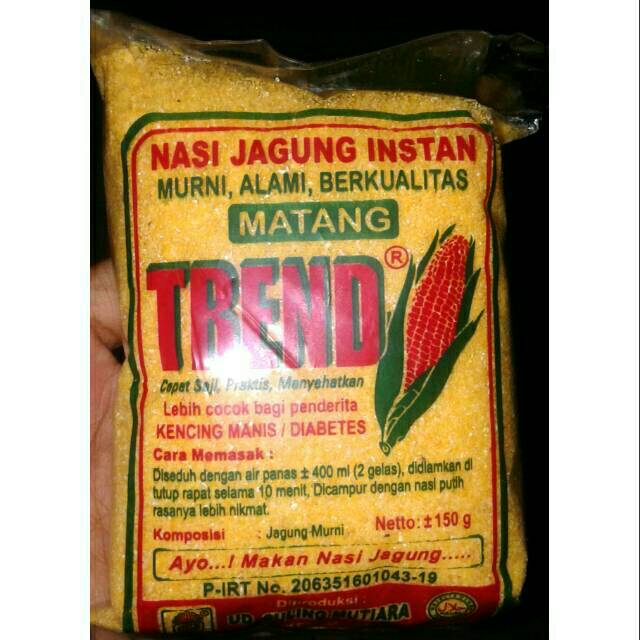 NASI JAGUNG INSTAN
MURNI, ALAMI, BERKUALITAS
MATANG
TREND ®
Cepat Saji, Praktis, Menyehatkan
Lebih cocok bagi penderita
KENCING MANIS / DIABETES
Cara Memasak :
Diseduh dengan air panas ± 400 ml (2 gelas), didiamkan di
tutup rapat selama 10 menit, Dicampur dengan nasi putih
rasanya lebih nikmat.
Komposisi : Jagung Murni
Netto: ± 150 g
Ayo...! Makan Nasi Jagung.....
P-IRT No. 206351601043-19
Diproduksi :
UD. PULING MUTIARA